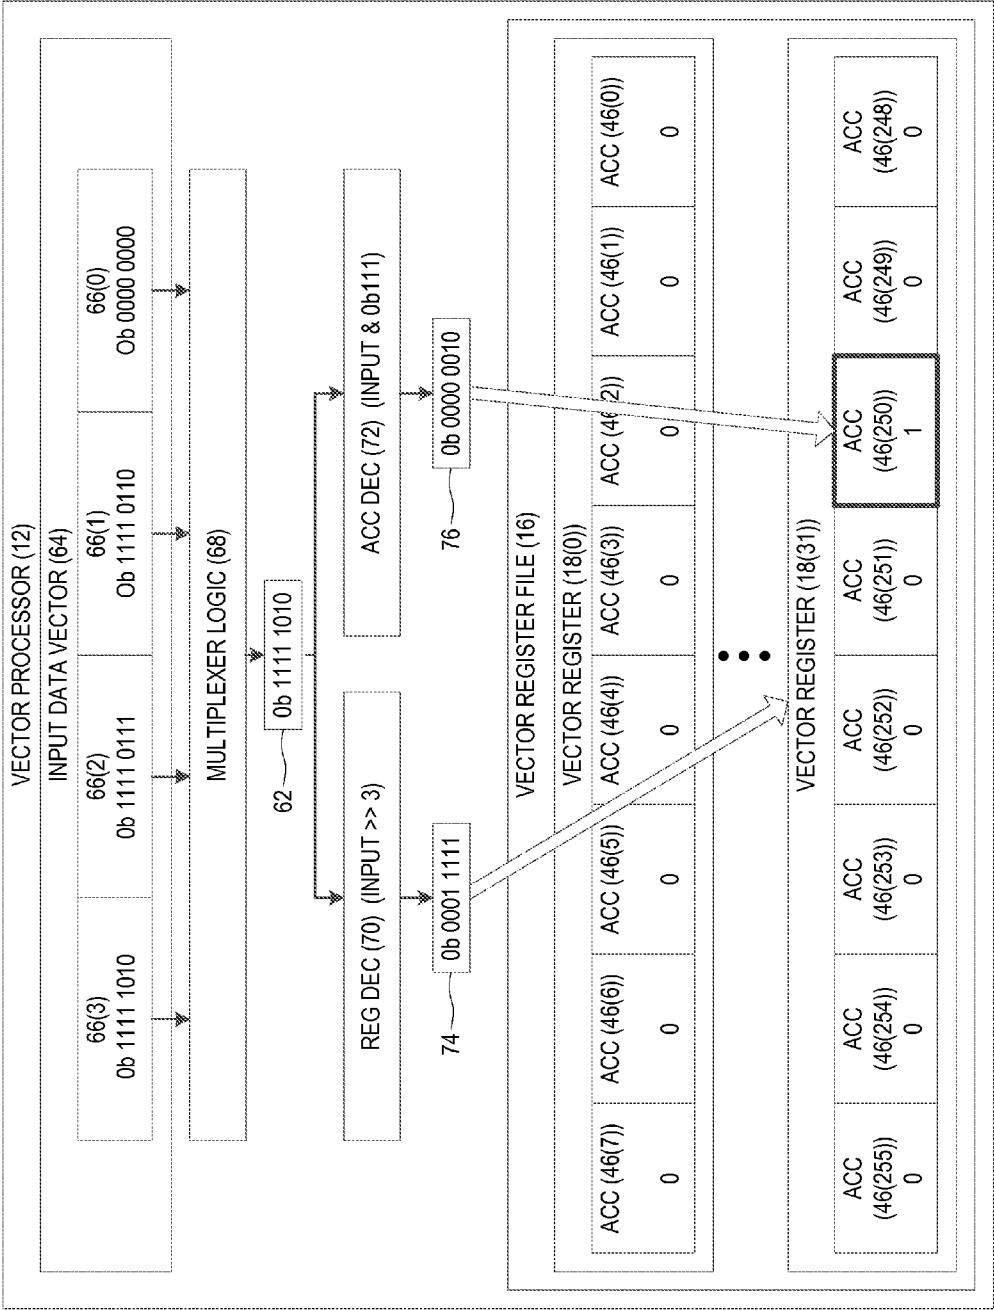 VECTOR PROCESSOR (12)
INPUT DATA VECTOR (64)
66(3)
0b 1111 1010
66(2)
0b 1111 0111
66(1)
0b 1111 0110
66(0)
0b 0000 0000
MULTIPLEXER LOGIC (68)
62
0b 1111 1010
REG DEC (70) (INPUT >> 3)
ACC DEC (72) (INPUT & 0b111)
74
0b 0001 1111
76
0b 0000 0010
VECTOR REGISTER FILE (16)
VECTOR REGISTER (18(0))
ACC (46(7))
0
ACC (46(6))
0
ACC (46(5))
0
ACC (46(4))
0
ACC (46(3))
0
ACC (46(2))
0
ACC (46(1))
0
ACC (46(0))
0
VECTOR REGISTER (18(31))
ACC
(46(255))
0
ACC
(46(254))
0
ACC
(46(253))
0
ACC
(46(252))
0
ACC
(46(251))
0
ACC
(46(250))
1
ACC
(46(249))
0
ACC
(46(248))
0